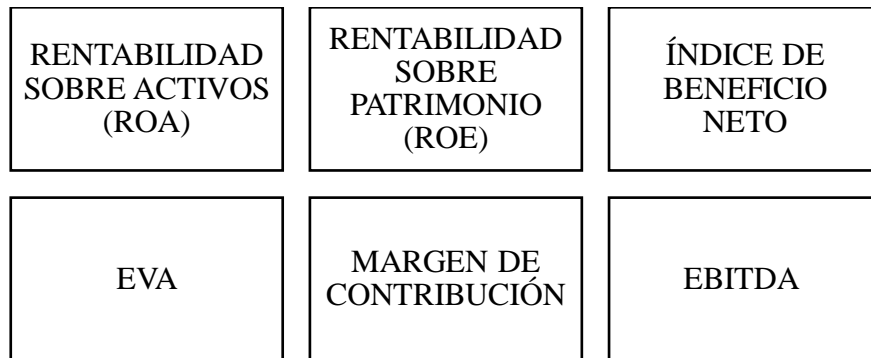 RENTABILIDAD
SOBRE ACTIVOS
(ROA)
RENTABILIDAD
SOBRE
PATRIMONIO
(ROE)
ÍNDICE DE
BENEFICIO
NETO
EVA
MARGEN DE
CONTRIBUCIÓN
EBITDA